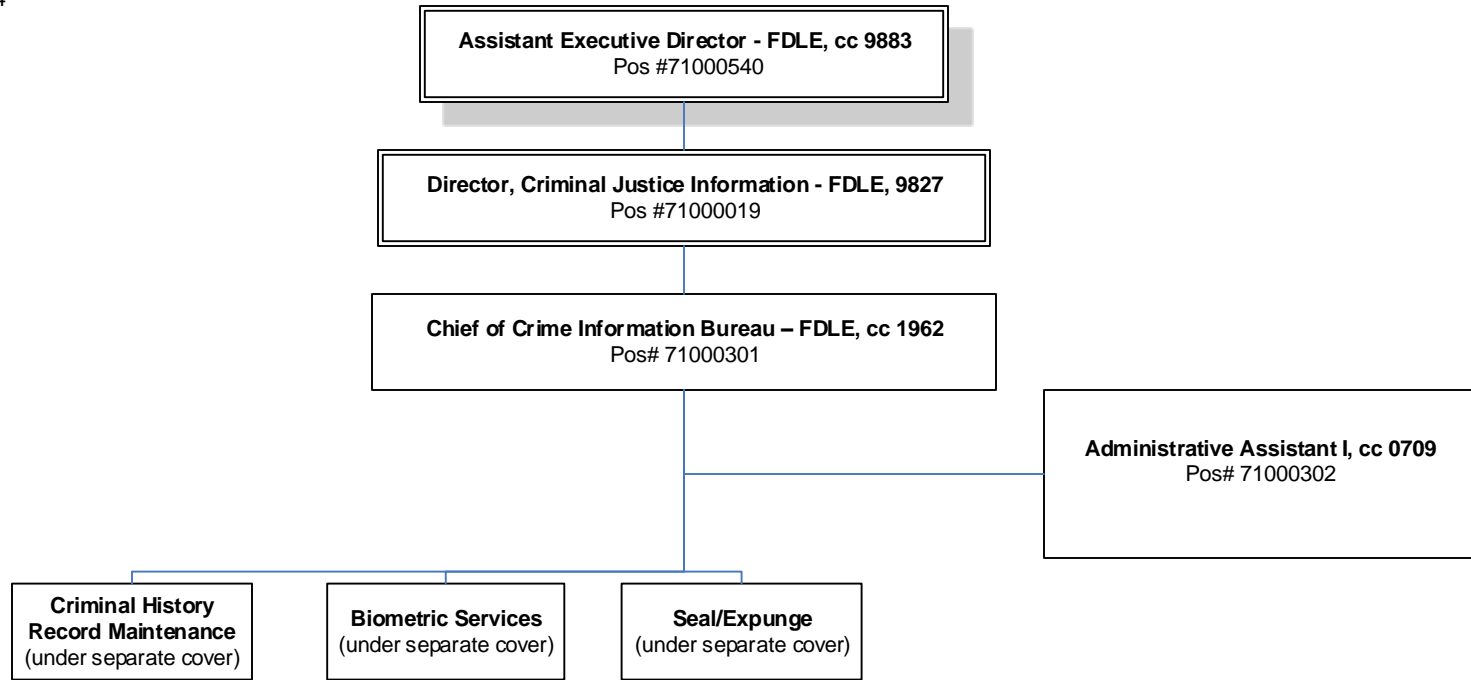 Assistant Executive Director - FDLE, cc 9883
Pos #71000540
Director, Criminal Justice Information - FDLE, 9827
Pos #71000019
Chief of Crime Information Bureau – FDLE, cc 1962
Pos# 71000301
Administrative Assistant I, cc 0709
Pos# 71000302
Criminal History
Record Maintenance
(under separate cover)
Biometric Services
(under separate cover)
Seal/Expunge
(under separate cover)